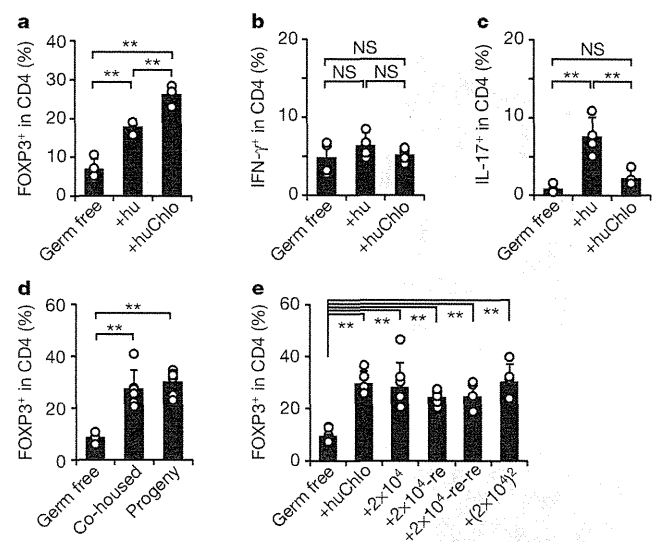 a
FOXP3⁺ in CD4 (%)
40
30
20
10
0
**
**
**
Germ free
+hu
+huChlo
b
IFN-γ⁺ in CD4 (%)
20
10
0
NS
NS
NS
Germ free
+hu
+huChlo
c
IL-17⁺ in CD4 (%)
20
10
0
NS
**
**
Germ free
+hu
+huChlo
d
FOXP3⁺ in CD4 (%)
60
40
20
0
**
**
Germ free
Co-housed
Progeny
e
FOXP3⁺ in CD4 (%)
60
40
20
0
**
**
**
**
**
Germ free
+huChlo
+2×10⁴
+2×10⁴-re
+2×10⁴-re-re
+(2×10⁴)²